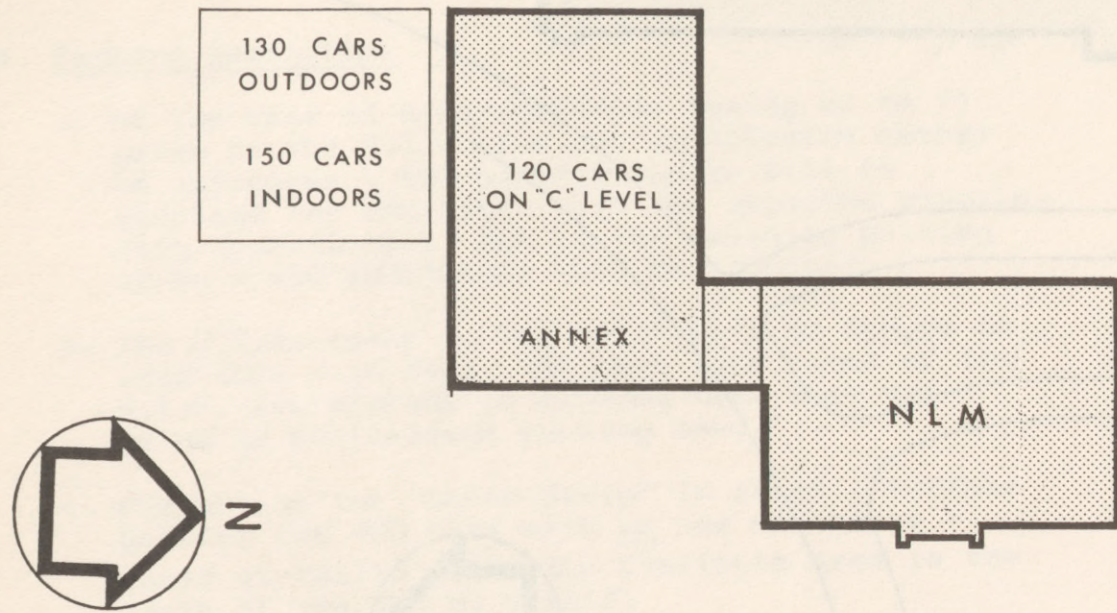 130 CARS
OUTDOORS
150 CARS
INDOORS
120 CARS
ON "C" LEVEL
ANNEX
NLM
N